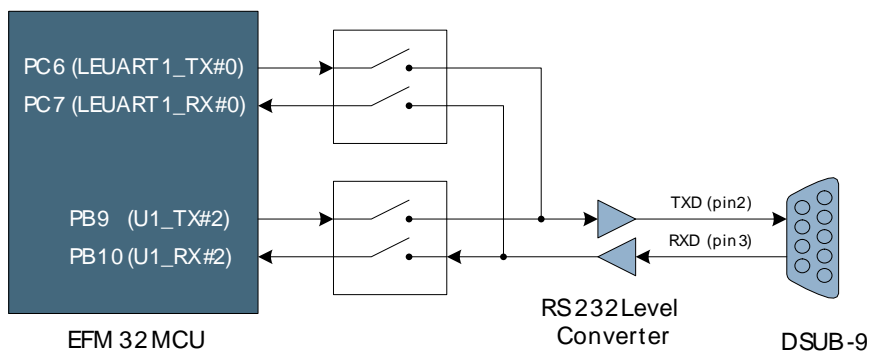 PC6 (LEUART1_TX#0)
PC7 (LEUART1_RX#0)
PB9 (U1_TX#2)
PB10 (U1_RX#2)
TXD (pin2)
RXD (pin3)
RS232 Level
Converter
EFM32 MCU
DSUB-9